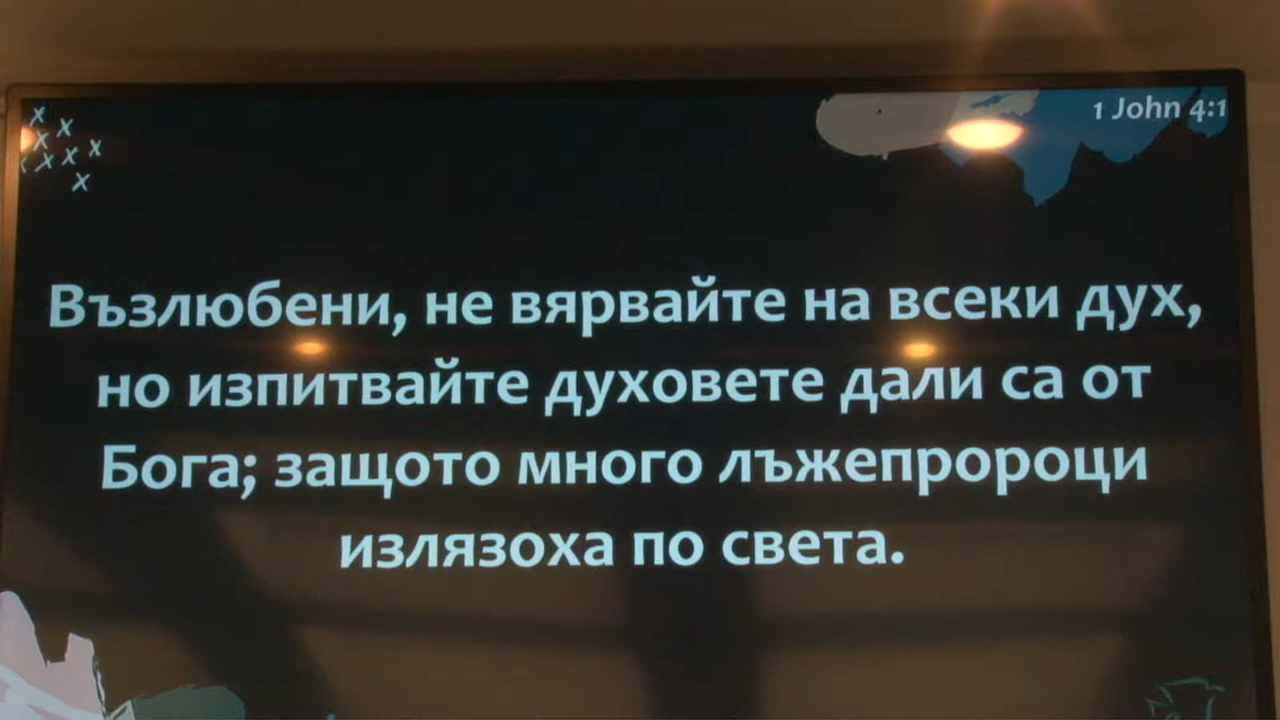 1 John 4:1
Възлюбени, не вярвайте на всеки дух,
но изпитвайте духовете дали са от
Бога; защото много лъжепророци
излязоха по света.